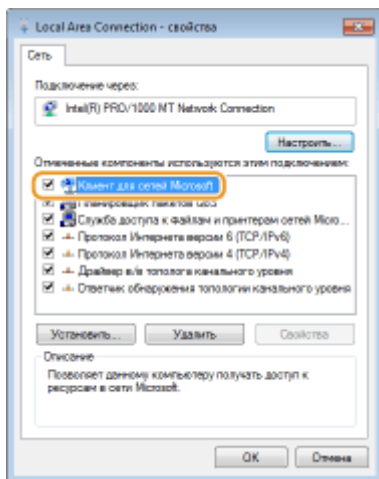 Local Area Connection - свойства
Сеть
Подключение через:
Intel(R) PRO/1000 MT Network Connection
Настроить...
Отмеченные компоненты используются этим подключением:
Клиент для сетей Microsoft
Планировщик пакетов QoS
Служба доступа к файлам и принтерам сетей Micro...
Протокол Интернета версии 6 (TCP/IPv6)
Протокол Интернета версии 4 (TCP/IPv4)
Драйвер в/в тополога канального уровня
Ответчик обнаружения топологии канального уровня
Установить...
Удалить
Свойства
Описание
Позволяет данному компьютеру получать доступ к
ресурсам в сети Microsoft.
OK
Отмена